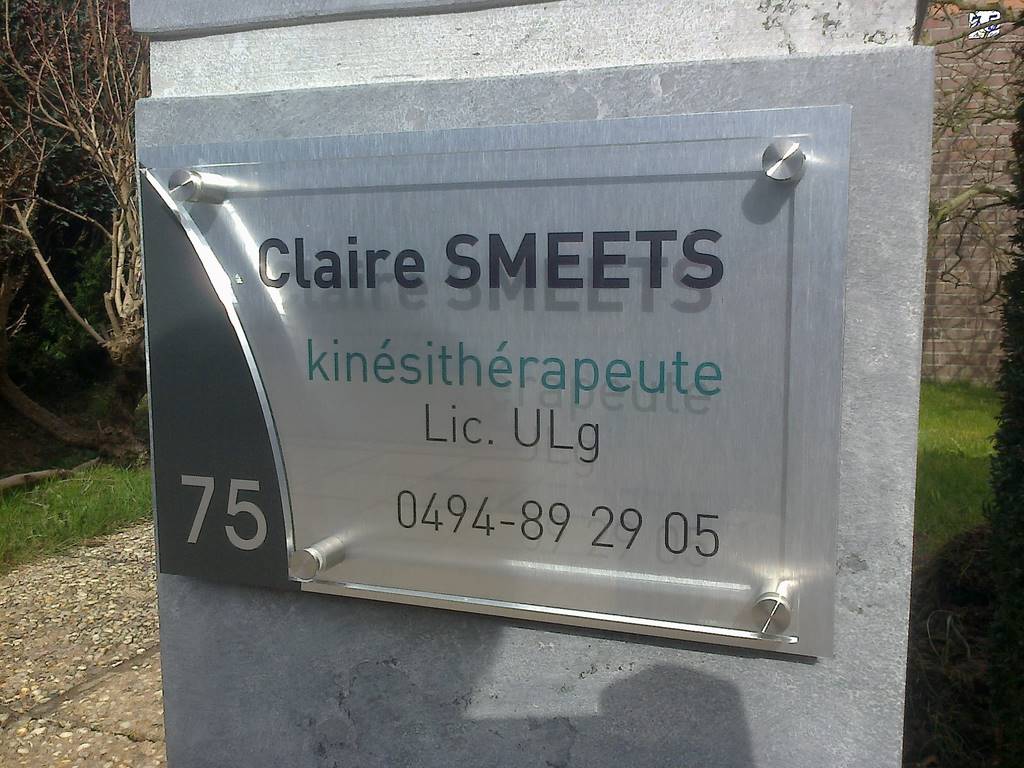 Claire SMEETS
kinésithérapeute
Lic. ULg
75
0494-89 29 05